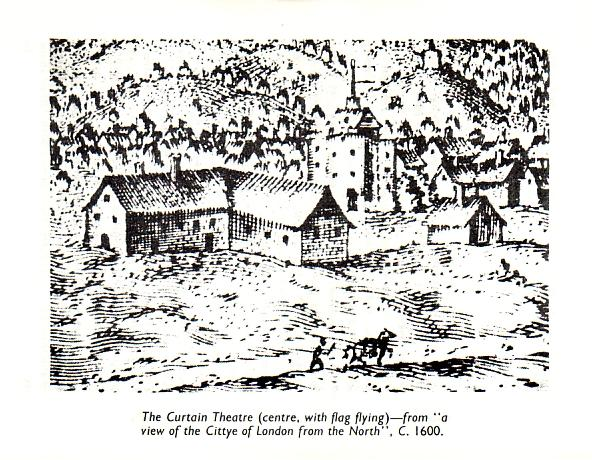 The Curtain Theatre (centre, with flag flying)—from "a
view of the Cittye of London from the North", C. 1600.